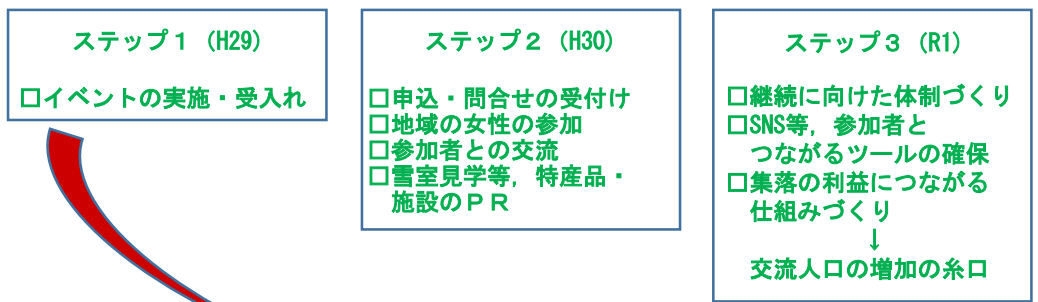 ステップ１（H29）
□イベントの実施・受入れ
ステップ２（H30）
□申込・問合せの受付け
□地域の女性の参加
□参加者との交流
□雪室見学等，特産品・
施設のＰＲ
ステップ３（R1）
□継続に向けた体制づくり
□SNS等，参加者と
つながるツールの確保
□集落の利益につながる
仕組みづくり
↓
交流人口の増加の糸口